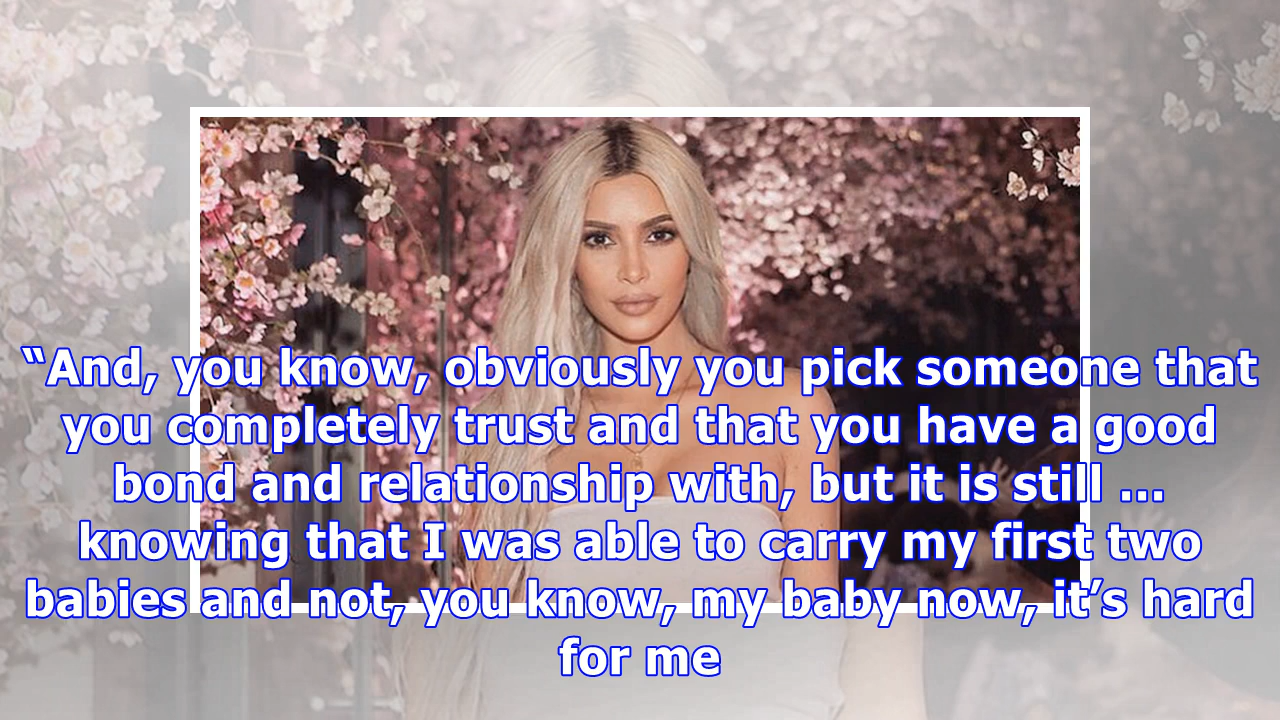 “And, you know, obviously you pick someone that
you completely trust and that you have a good
bond and relationship with, but it is still ...
knowing that I was able to carry my first two
babies and not, you know, my baby now, it’s hard
for me